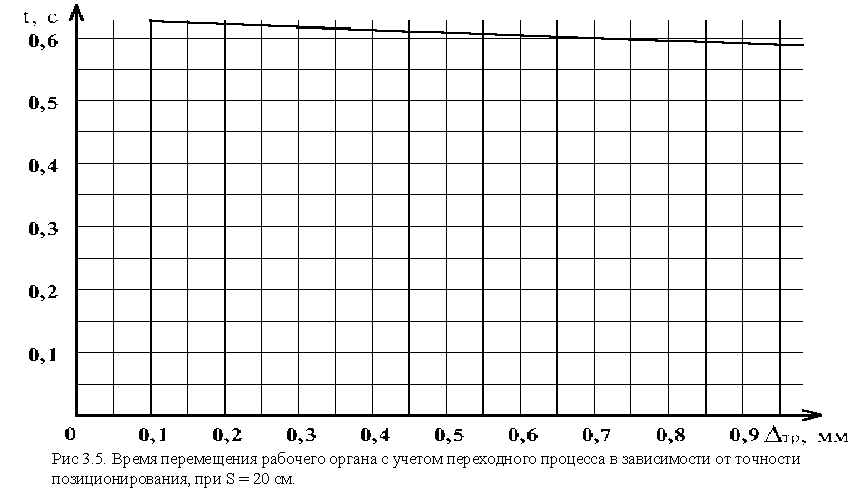 t, с
0,6
0,5
0,4
0,3
0,2
0,1
0 0,1 0,2 0,3 0,4 0,5 0,6 0,7 0,8 0,9 Δтр, мм
Рис 3.5. Время перемещения рабочего органа с учетом переходного процесса в зависимости от точности
позиционирования, при S = 20 см.